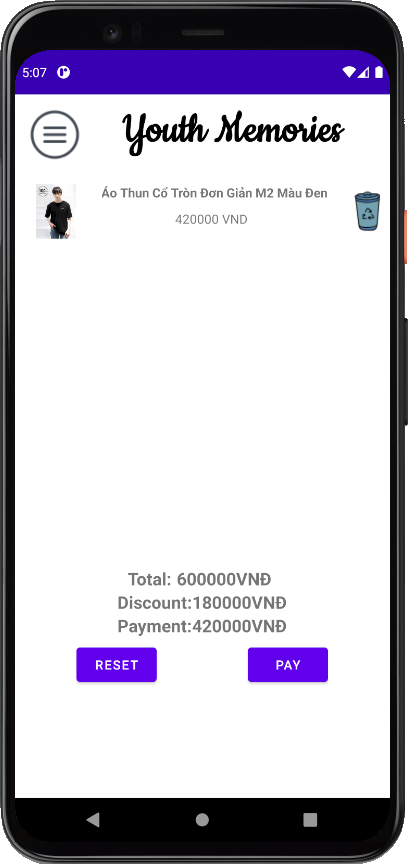 5:07
Youth Memories
Áo Thun Cổ Tròn Đơn Giản M2 Màu Đen
420000 VND
Total: 600000VNĐ
Discount:180000VNĐ
Payment:420000VNĐ
RESET
PAY